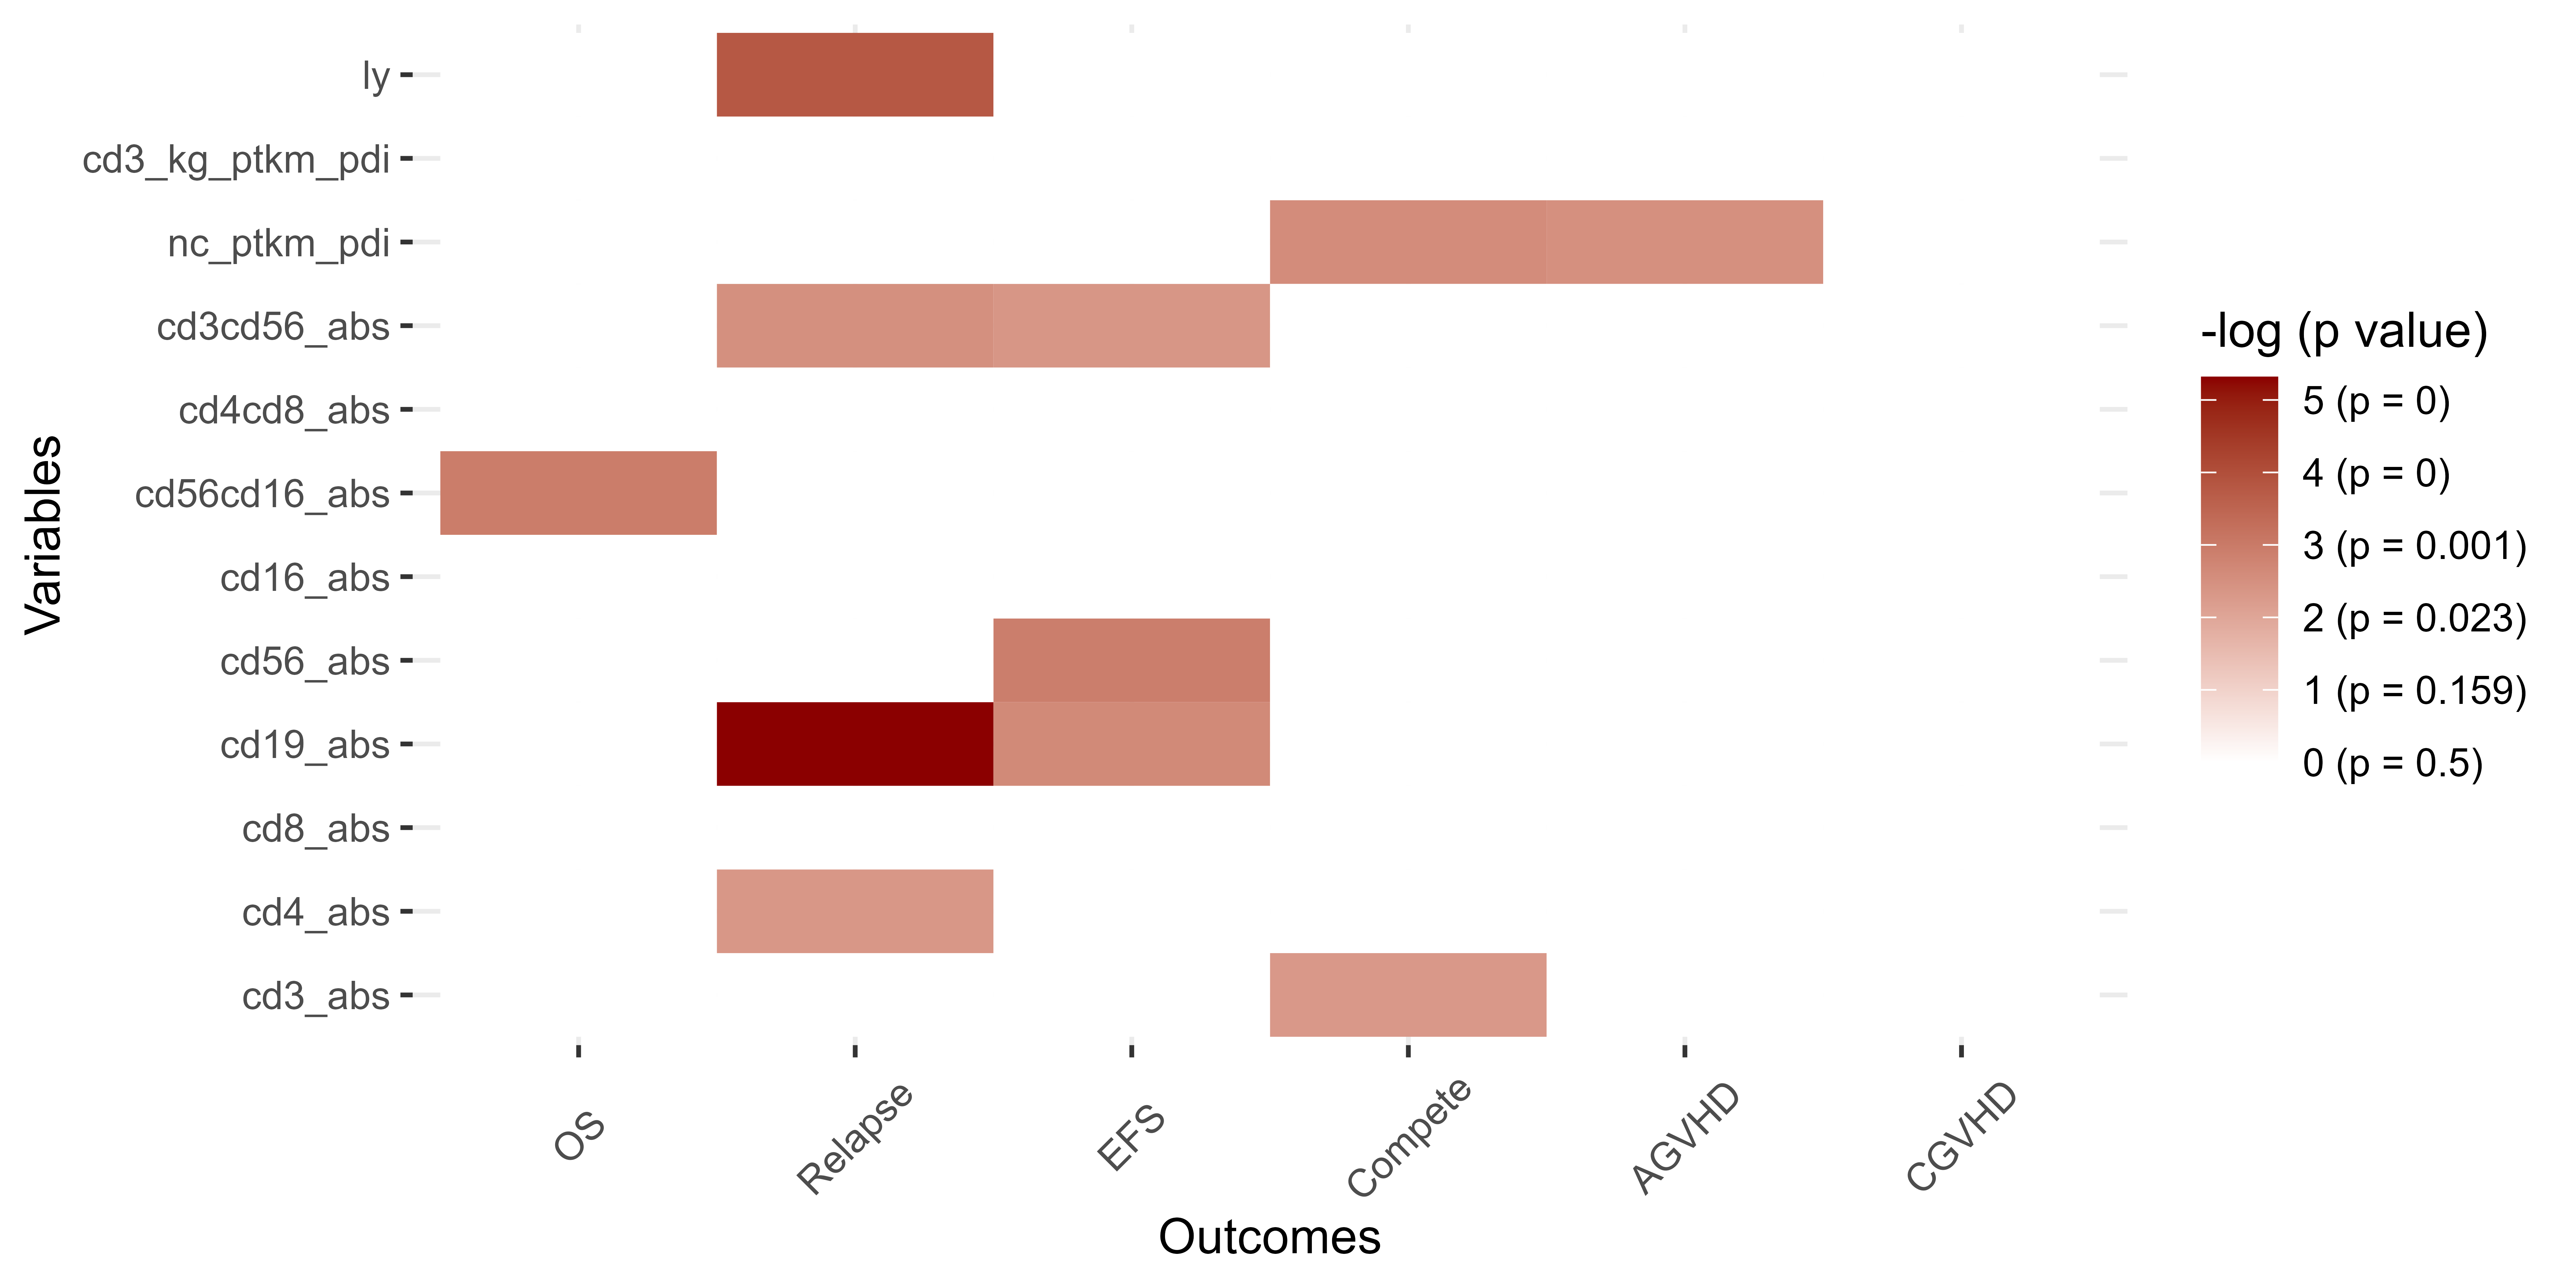 ly
cd3_kg_ptkm_pdi
nc_ptkm_pdi
cd3cd56_abs
cd4cd8_abs
cd56cd16_abs
cd16_abs
cd56_abs
cd19_abs
cd8_abs
cd4_abs
cd3_abs
Variables
OS
Relapse
EFS
Compete
AGVHD
CGVHD
Outcomes
-log (p value)
5 (p = 0)
4 (p = 0)
3 (p = 0.001)
2 (p = 0.023)
1 (p = 0.159)
0 (p = 0.5)